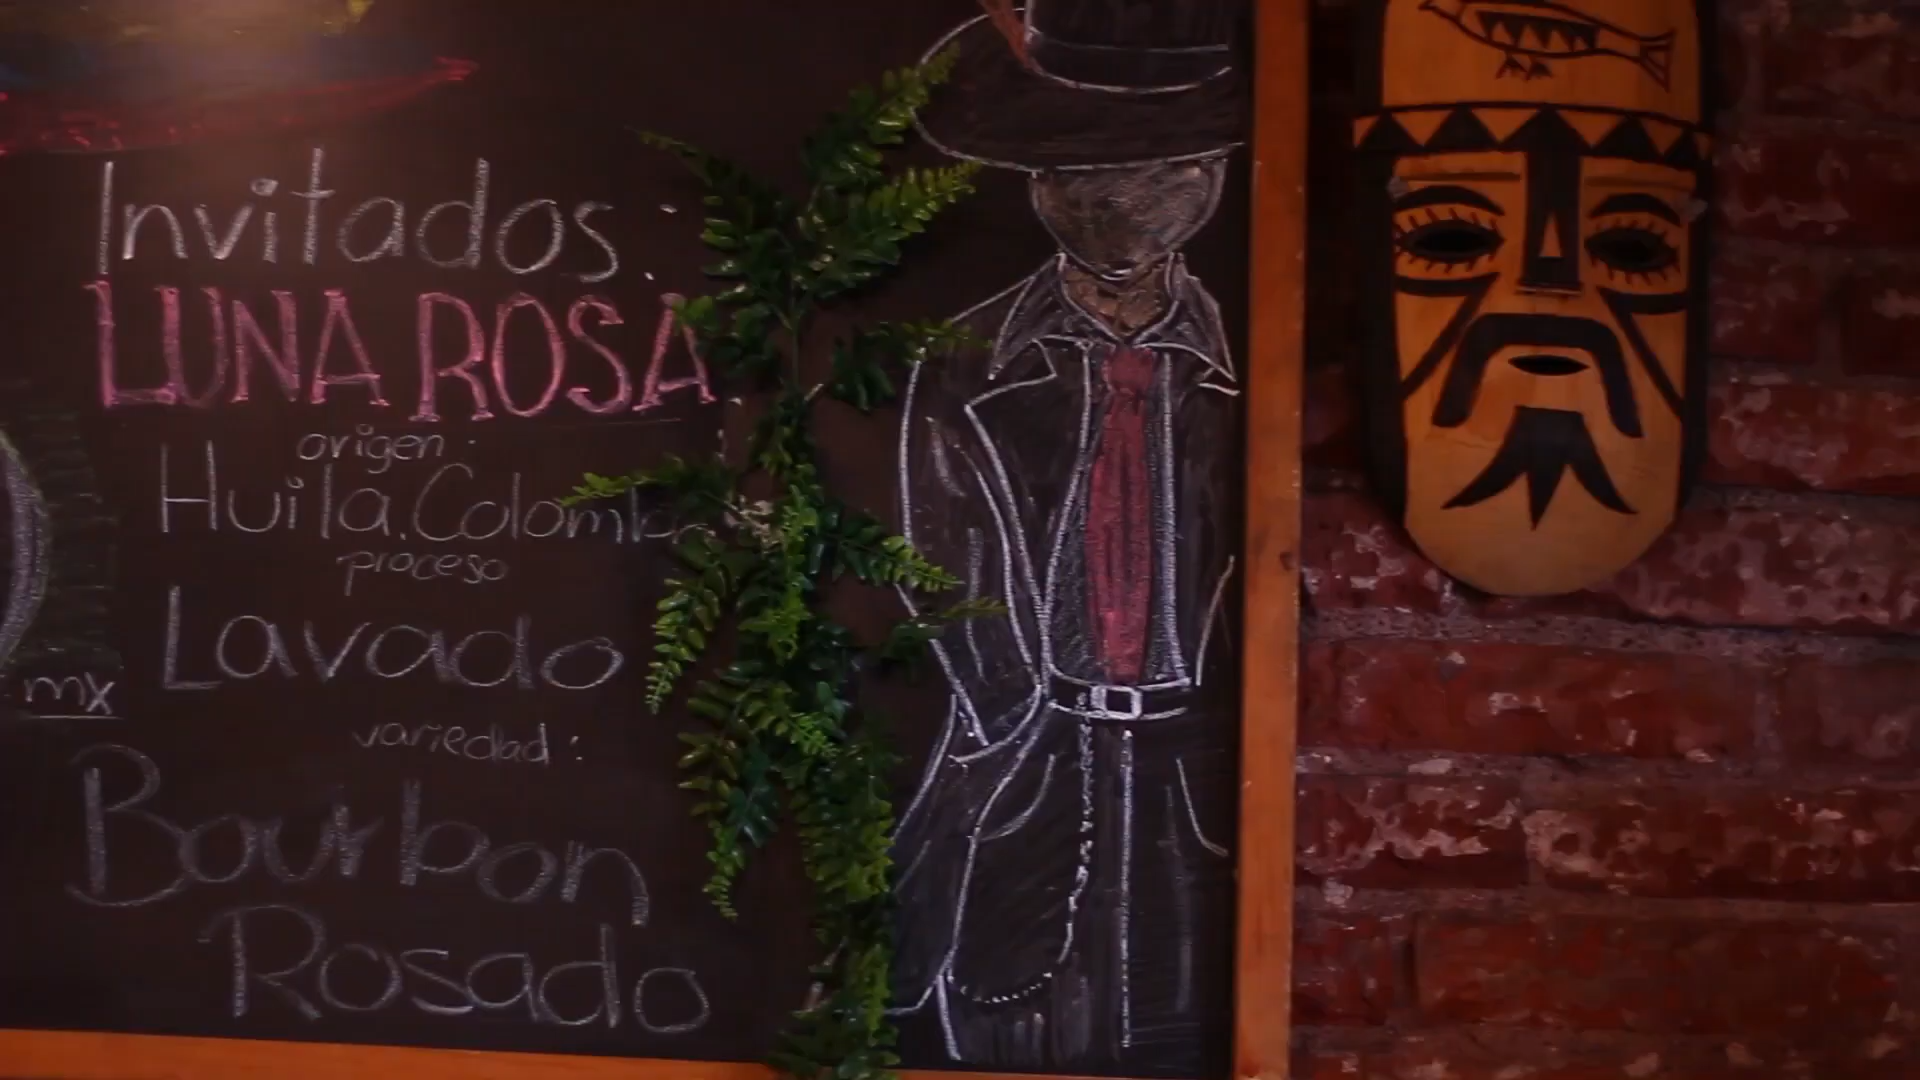 Invitados:
LUNA ROSA
origen:
Huila, Colombia
proceso
Lavado
mx
variedad:
Bourbon
Rosado